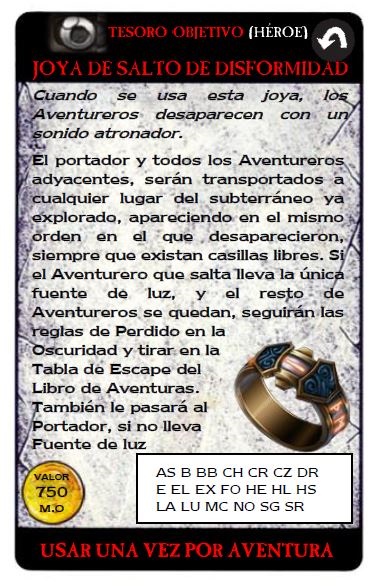 TESORO OBJETIVO (HÉROE)
JOYA DE SALTO DE DISFORMIDAD
Cuando se usa esta joya, los
Aventureros desaparecen con un
sonido atronador.
El portador y todos los Aventureros
adyacentes, serán transportados a
cualquier lugar del subterráneo ya
explorado, apareciendo en el mismo
orden en el que desaparecieron,
siempre que existan casillas libres. Si
el Aventurero que salta lleva la única
fuente de luz, y el resto de
Aventureros se quedan, seguirán las
reglas de Perdido en la
Oscuridad y tirar en la
Tabla de Escape del
Libro de Aventuras.
También le pasará al
Portador, si no lleva
Fuente de luz
VALOR
750
M.O
AS B BB CH CR CZ DR
E EL EX FO HE HL HS
LA LU MC NO SG SR
USAR UNA VEZ POR AVENTURA